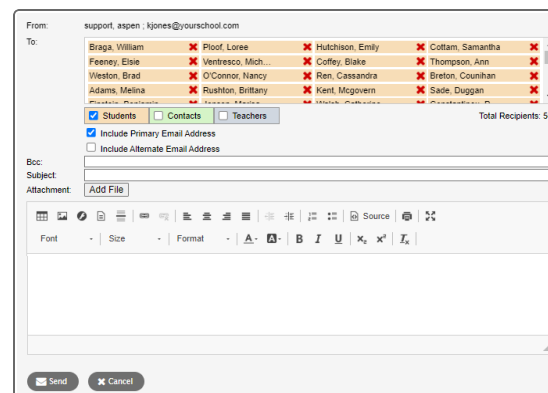 From: support, aspen ; kjones@yourschool.com
To:
Braga, William Ploof, Loree Hutchison, Emily Cottam, Samantha
Feeney, Elsie Ventresco, Mich... Coffey, Blake Thompson, Ann
Weston, Brad O'Connor, Nancy Ren, Cassandra Breton, Counihan
Adams, Melina Rushton, Brittany Kent, Mcgovern Sade, Duggan
Students Contacts Teachers Total Recipients: 5
Include Primary Email Address
Include Alternate Email Address
Bcc:
Subject:
Attachment: Add File
Source
Font Size Format A A B I U x₂ x² Tx
Send Cancel